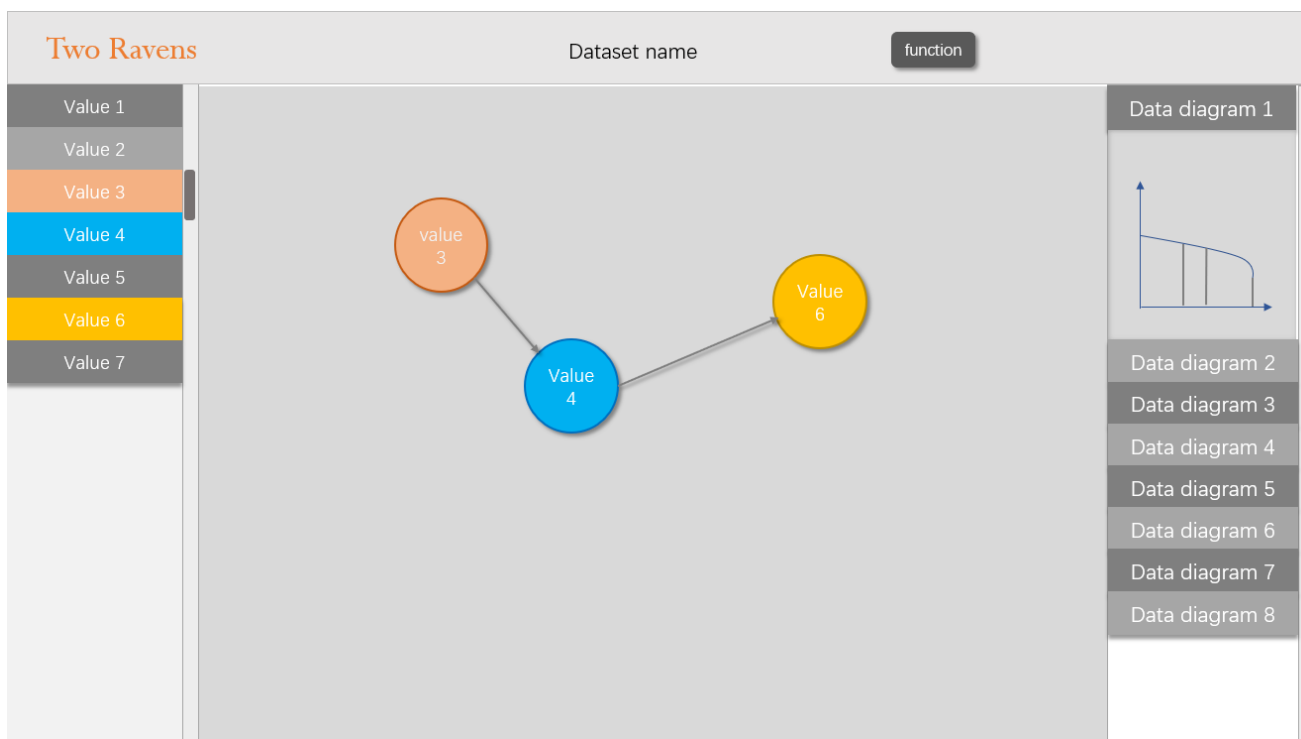 Two Ravens
Dataset name
function
Value 1
Value 2
Value 3
Value 4
Value 5
Value 6
Value 7
value
3
Value
4
Value
6
Data diagram 1
Data diagram 2
Data diagram 3
Data diagram 4
Data diagram 5
Data diagram 6
Data diagram 7
Data diagram 8